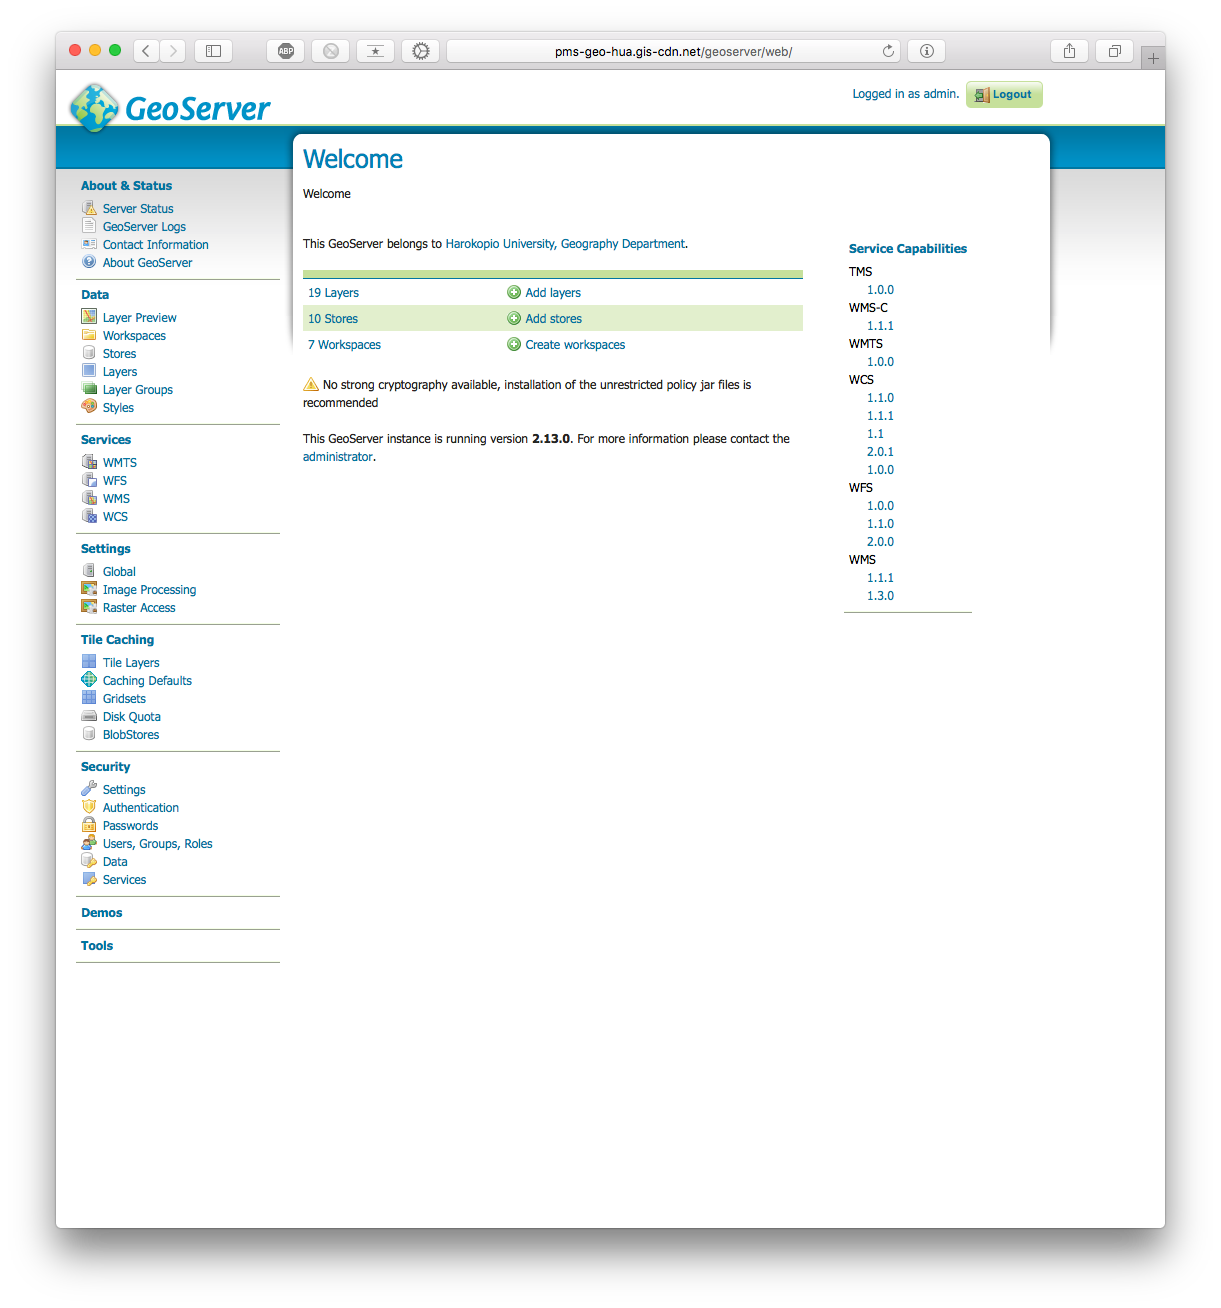 ABP
pms-geo-hua.gis-cdn.net/geoserver/web/
GeoServer
Logged in as admin.
Logout
About & Status
Server Status
GeoServer Logs
Contact Information
About GeoServer
Data
Layer Preview
Workspaces
Stores
Layers
Layer Groups
Styles
Services
WMTS
WFS
WMS
WCS
Settings
Global
Image Processing
Raster Access
Tile Caching
Tile Layers
Caching Defaults
Gridsets
Disk Quota
BlobStores
Security
Settings
Authentication
Passwords
Users, Groups, Roles
Data
Services
Demos
Tools
Welcome
Welcome
This GeoServer belongs to Harokopio University, Geography Department.
19 Layers Add layers
10 Stores Add stores
7 Workspaces Create workspaces
No strong cryptography available, installation of the unrestricted policy jar files is
recommended
This GeoServer instance is running version 2.13.0. For more information please contact the
administrator.
Service Capabilities
TMS
1.0.0
WMS-C
1.1.1
WMTS
1.0.0
WCS
1.1.0
1.1.1
1.1
2.0.1
1.0.0
WFS
1.0.0
1.1.0
2.0.0
WMS
1.1.1
1.3.0